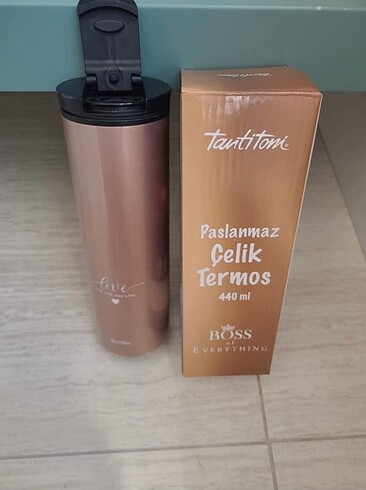 TantiToni
Paslanmaz
Çelik
Termos
440 ml
BOSS
of
EVERYTHING
love